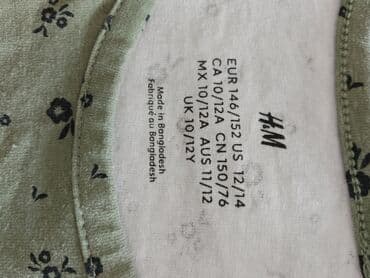 H&M
EUR 146/152 US 12/14
CA 10/12A CN 150/76
MX 10/12A AUS 11/12
UK 10/12Y
Made in Bangladesh
Fabriqué au Bangladesh